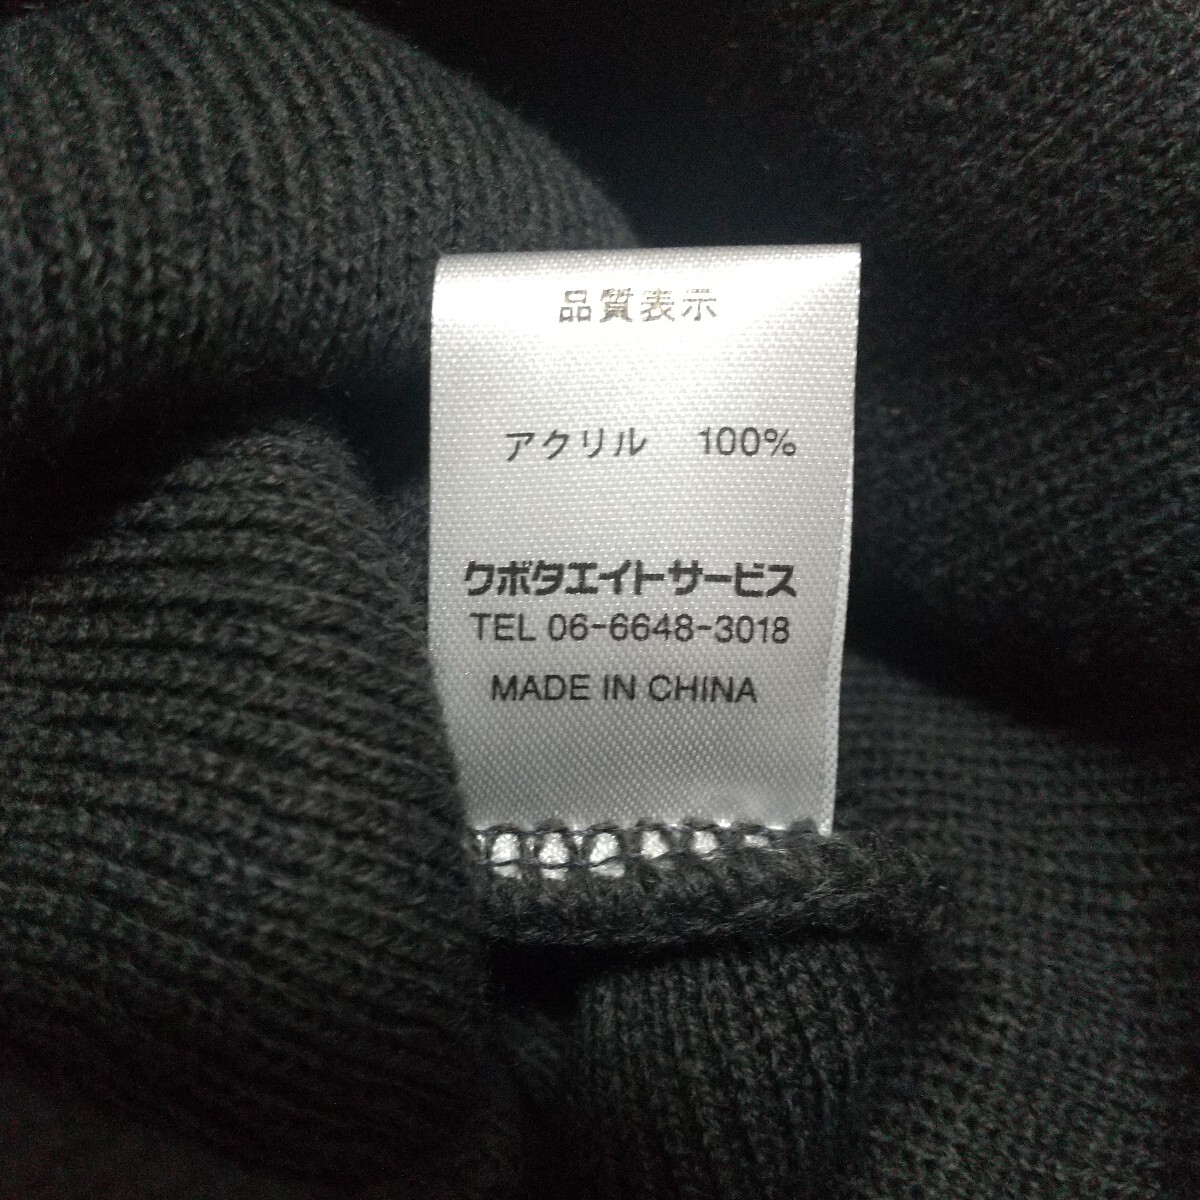 品質表示
アクリル 100%
クボタエイトサービス
TEL 06-6648-3018
MADE IN CHINA